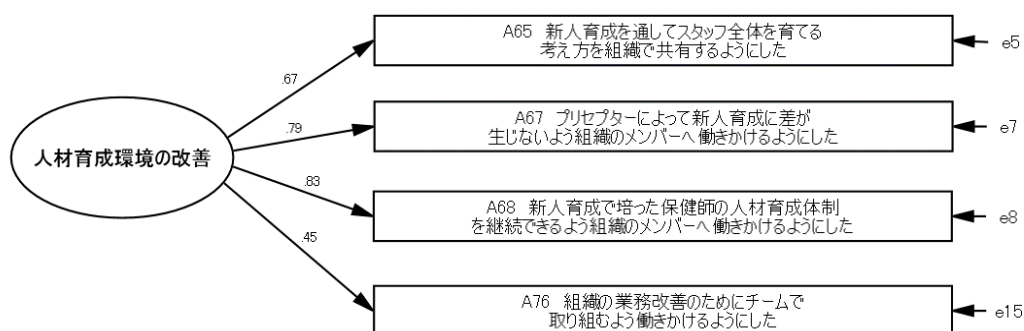 人材育成環境の改善
.67
.79
.83
.45
A65 新人育成を通してスタッフ全体を育てる
考え方を組織で共有するようにした
e5
A67 プリセプターによって新人育成に差が
生じないよう組織のメンバーへ働きかけるようにした
e7
A68 新人育成で培った保健師の人材育成体制
を継続できるよう組織のメンバーへ働きかけるようにした
e8
A76 組織の業務改善のためにチームで
取り組むよう働きかけるようにした
e15